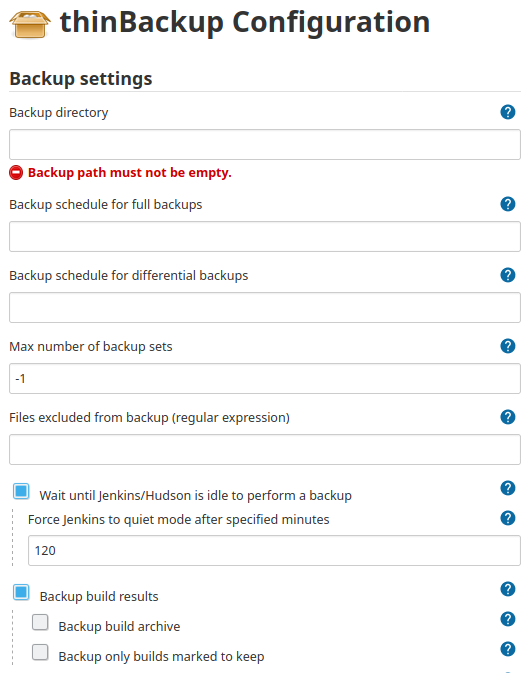 thinBackup Configuration
Backup settings
Backup directory
?
Backup path must not be empty.
Backup schedule for full backups
?
Backup schedule for differential backups
?
Max number of backup sets
?
-1
Files excluded from backup (regular expression)
?
Wait until Jenkins/Hudson is idle to perform a backup
?
Force Jenkins to quiet mode after specified minutes
?
120
Backup build results
?
Backup build archive
?
Backup only builds marked to keep
?